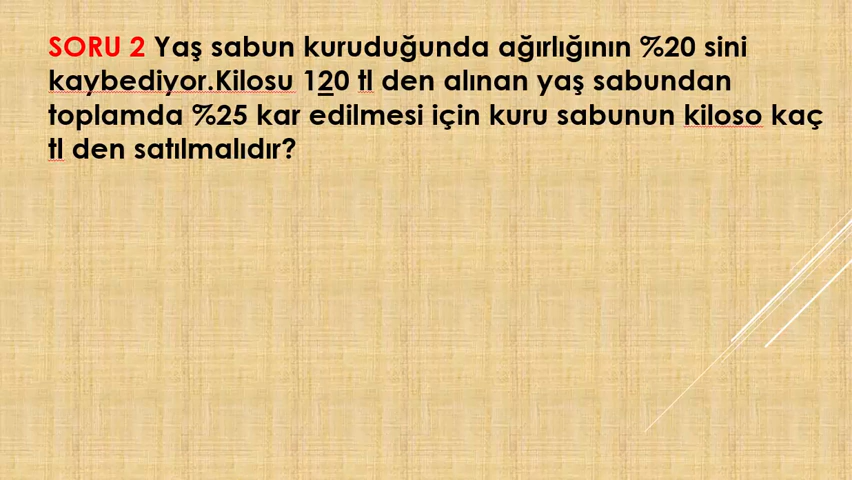 SORU 2 Yaş sabun kuruduğunda ağırlığının %20 sini
kaybediyor.Kilosu 120 tl den alınan yaş sabundan
toplamda %25 kar edilmesi için kuru sabunun kiloso kaç
tl den satılmalıdır?